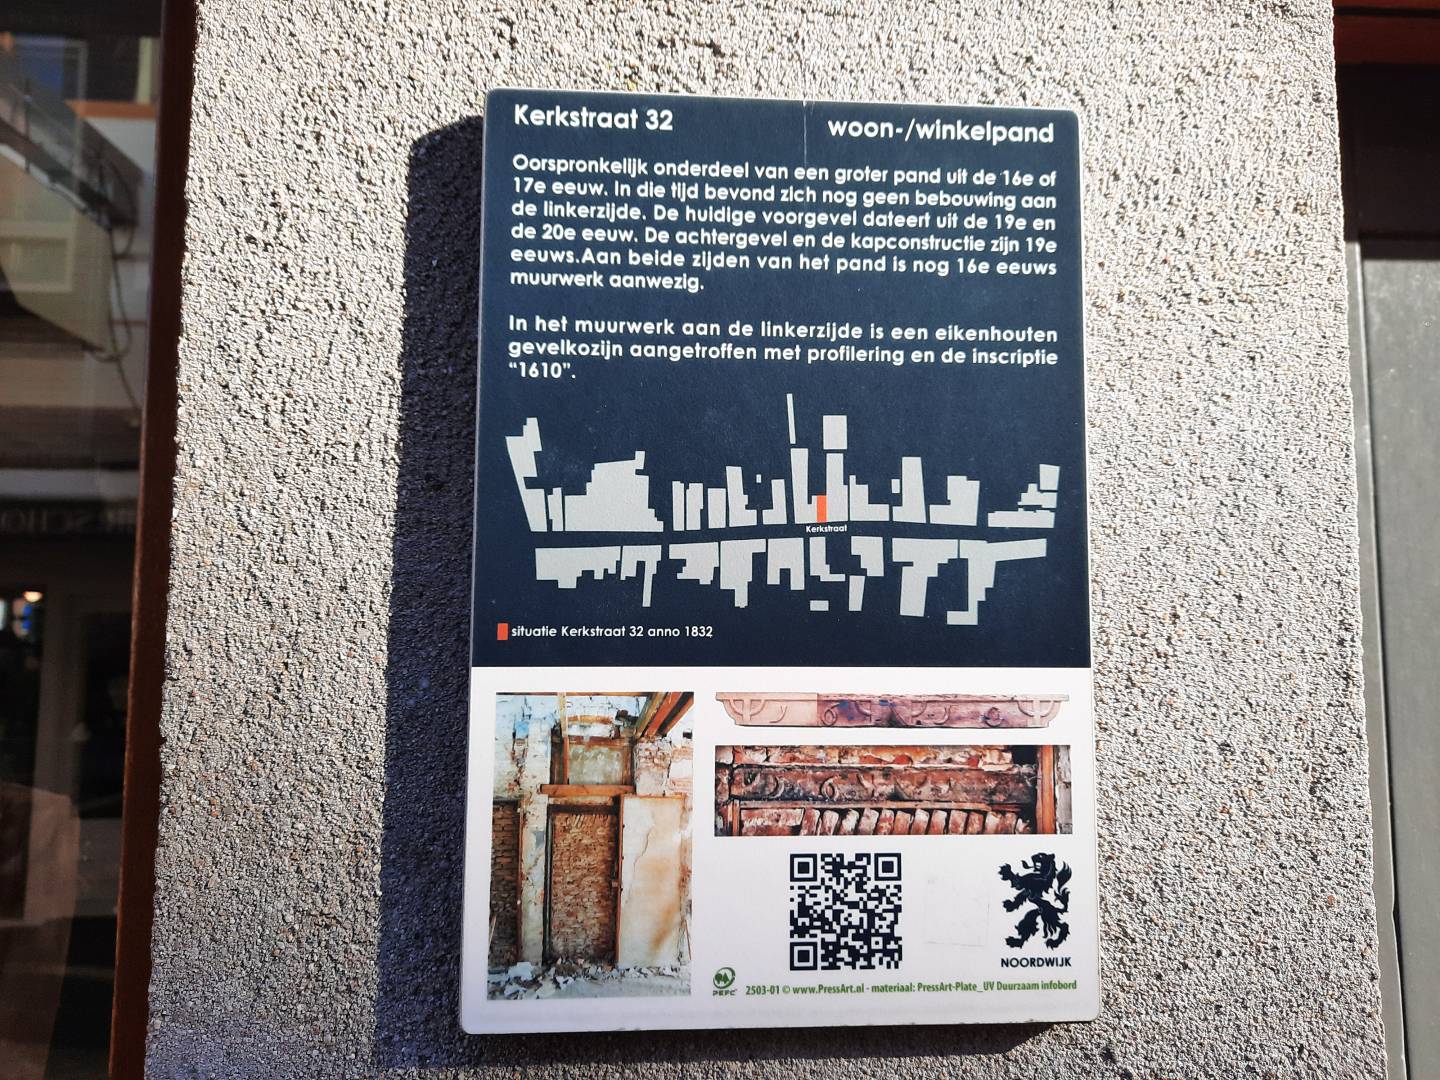 Kerkstraat 32
woon-/winkelpand
Oorspronkelijk onderdeel van een groter pand uit de 16e of
17e eeuw. In die tijd bevond zich nog geen bebouwing aan
de linkerzijde. De huidige voorgevel dateert uit de 19e en
de 20e eeuw. De achtergevel en de kapconstructie zijn 19e
eeuws.Aan beide zijden van het pand is nog 16e eeuws
muurwerk aanwezig.
In het muurwerk aan de linkerzijde is een eikenhouten
gevelkozijn aangetroffen met profilering en de inscriptie
“1610”.
Kerkstraat
situatie Kerkstraat 32 anno 1832
NOORDWIJK
PEFC
2503-01 © www.PressArt.nl - materiaal: PressArt-Plate_UV Duurzaam infobord